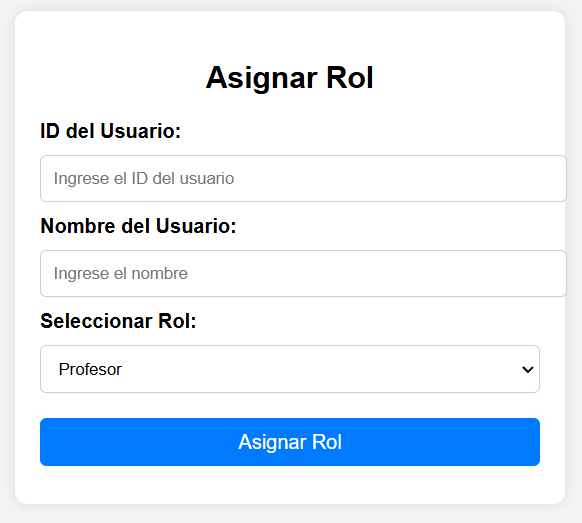 Asignar Rol
ID del Usuario:
Ingrese el ID del usuario
Nombre del Usuario:
Ingrese el nombre
Seleccionar Rol:
Profesor
Asignar Rol